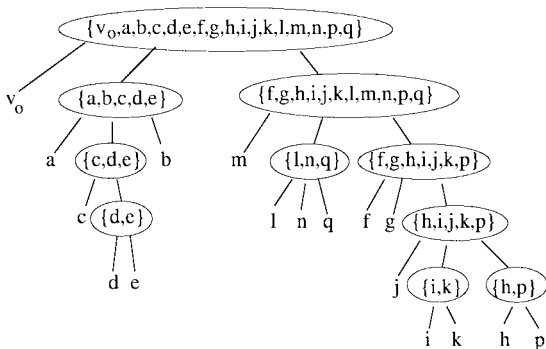 {v₀,a,b,c,d,e,f,g,h,i,j,k,l,m,n,p,q}
v₀ {a,b,c,d,e} {f,g,h,i,j,k,l,m,n,p,q}
a {c,d,e} b m {l,n,q} {f,g,h,i,j,k,p}
c {d,e} l n q f g {h,i,j,k,p}
d e j {i,k} {h,p}
i k h p